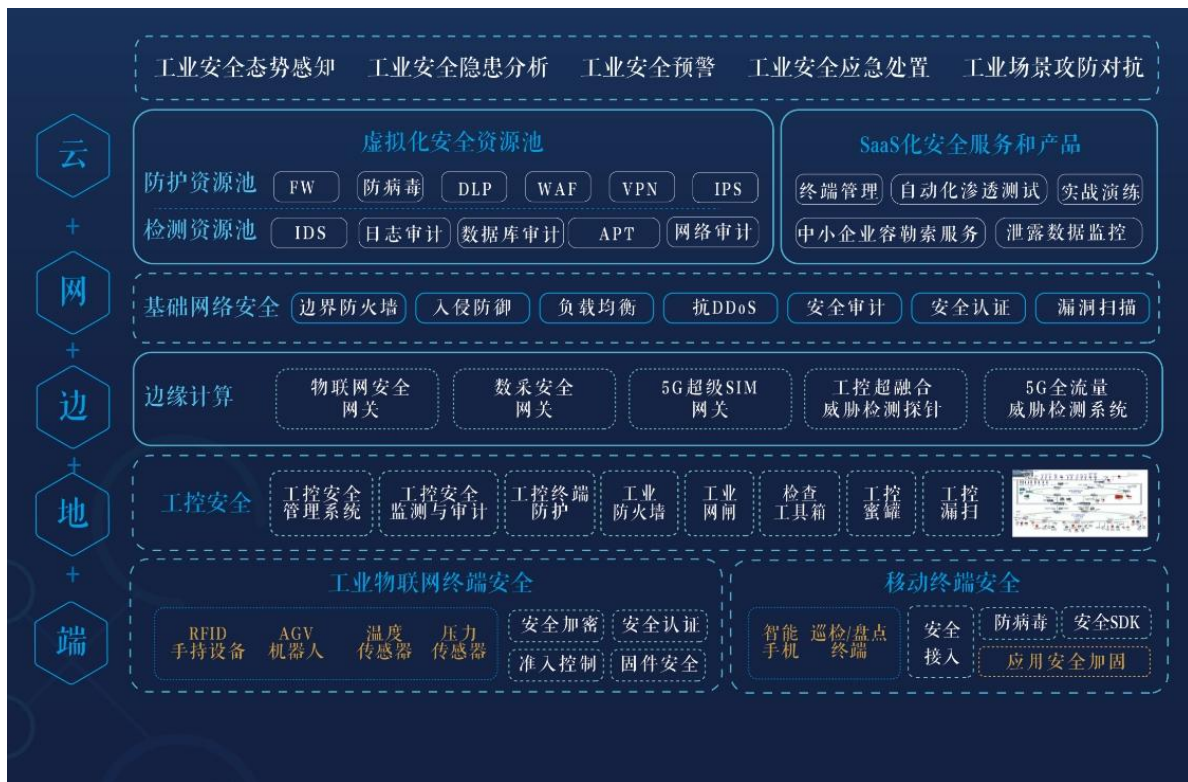 工业安全态势感知 工业安全隐患分析 工业安全预警 工业安全应急处置 工业场景攻防对抗
云
虚拟化安全资源池
防护资源池 FW 防病毒 DLP WAF VPN IPS
检测资源池 IDS 日志审计 数据库审计 APT 网络审计
SaaS化安全服务和产品
终端管理 自动化渗透测试 实战演练
中小企业容勒索服务 泄露数据监控
+
网
基础网络安全 边界防火墙 入侵防御 负载均衡 抗DDoS 安全审计 安全认证 漏洞扫描
+
边
边缘计算
物联网安全
网关
数采安全
网关
5G超级SIM
网关
工控超融合
威胁检测探针
5G全流量
威胁检测系统
+
地
工控安全
工控安全
管理系统
工控安全
监测与审计
工控终端
防护
工业
防火墙
工业
网闸
检查
工具箱
工控
蜜罐
工控
漏扫
+
端
工业物联网终端安全
RFID
手持设备
AGV
机器人
温度
传感器
压力
传感器
安全加密 安全认证
准入控制 固件安全
移动终端安全
智能
手机
巡检/盘点
终端
安全
接入
防病毒 安全SDK
应用安全加固